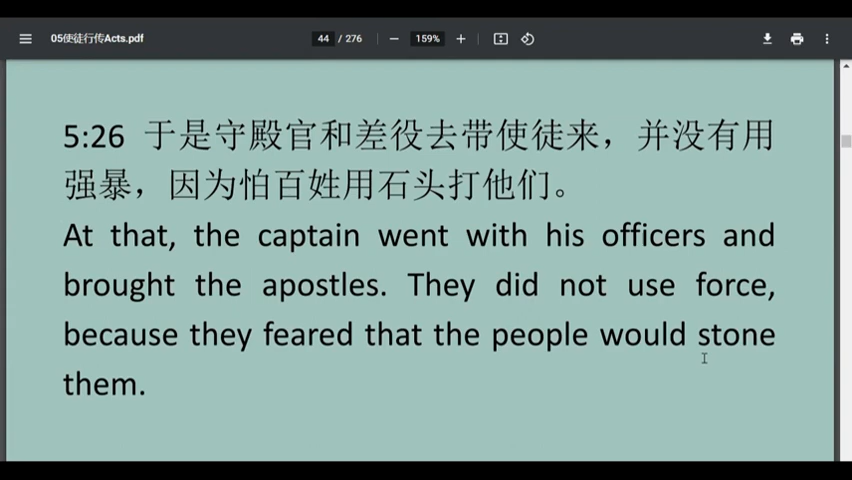 05使徒行传Acts.pdf
44 / 276
159%
5:26 于是守殿官和差役去带使徒来，并没有用
强暴，因为怕百姓用石头打他们。
At that, the captain went with his officers and
brought the apostles. They did not use force,
because they feared that the people would stone
them.